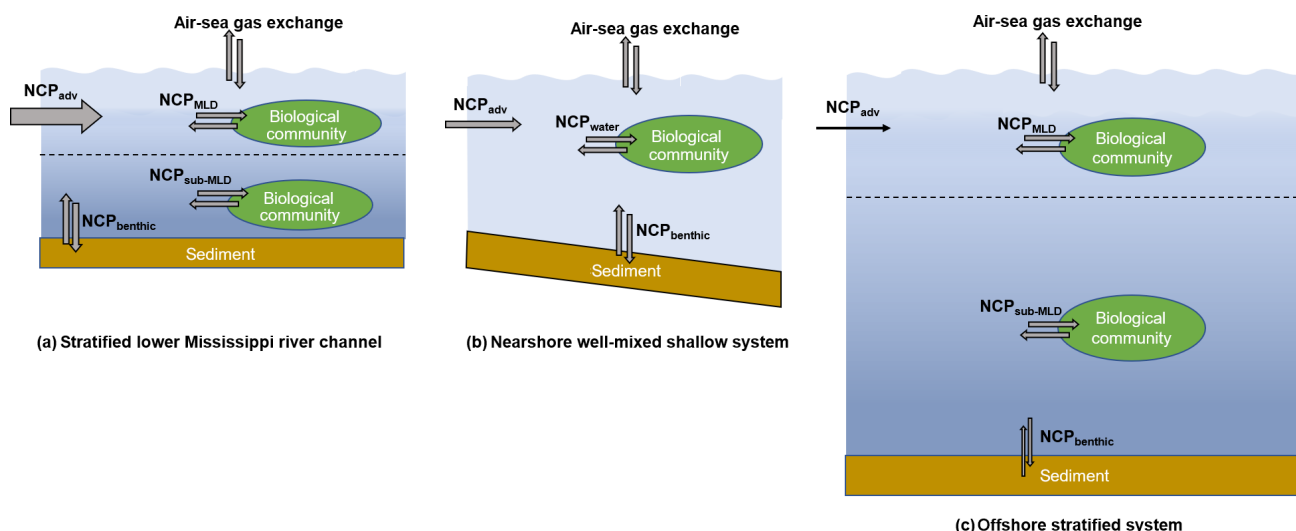 Air-sea gas exchange
NCPadv
NCPMLD
Biological
community
NCPsub-MLD
Biological
community
NCPbenthic
Sediment
(a) Stratified lower Mississippi river channel
Air-sea gas exchange
NCPadv
NCPwater
Biological
community
NCPbenthic
Sediment
(b) Nearshore well-mixed shallow system
Air-sea gas exchange
NCPadv
NCPMLD
Biological
community
NCPsub-MLD
Biological
community
NCPbenthic
Sediment
(c) Offshore stratified system